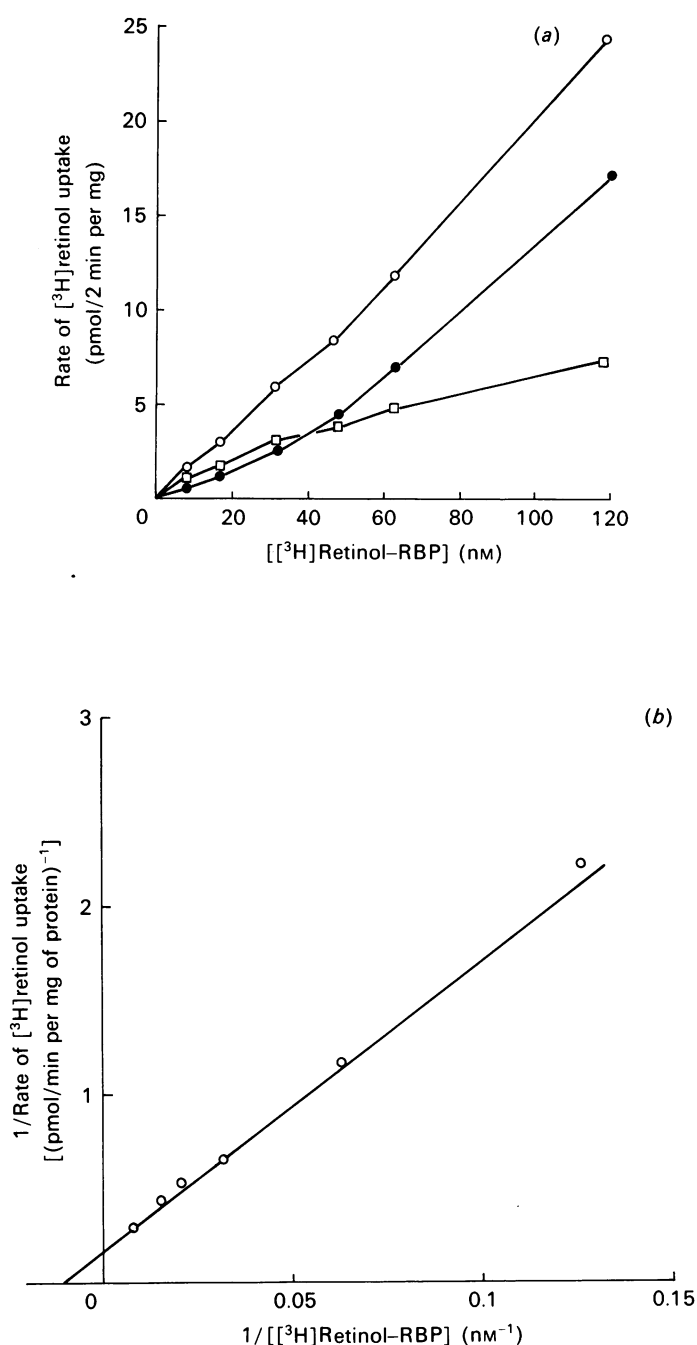 (a)
25
20
15
10
5
0
20
40
60
80
100
120
Rate of [³H]retinol uptake
(pmol/2 min per mg)
[[³H]Retinol–RBP] (nM)
(b)
3
2
1
0
0.05
0.1
0.15
1/Rate of [³H]retinol uptake
[(pmol/min per mg of protein)⁻¹]
1/[[³H]Retinol–RBP] (nM⁻¹)